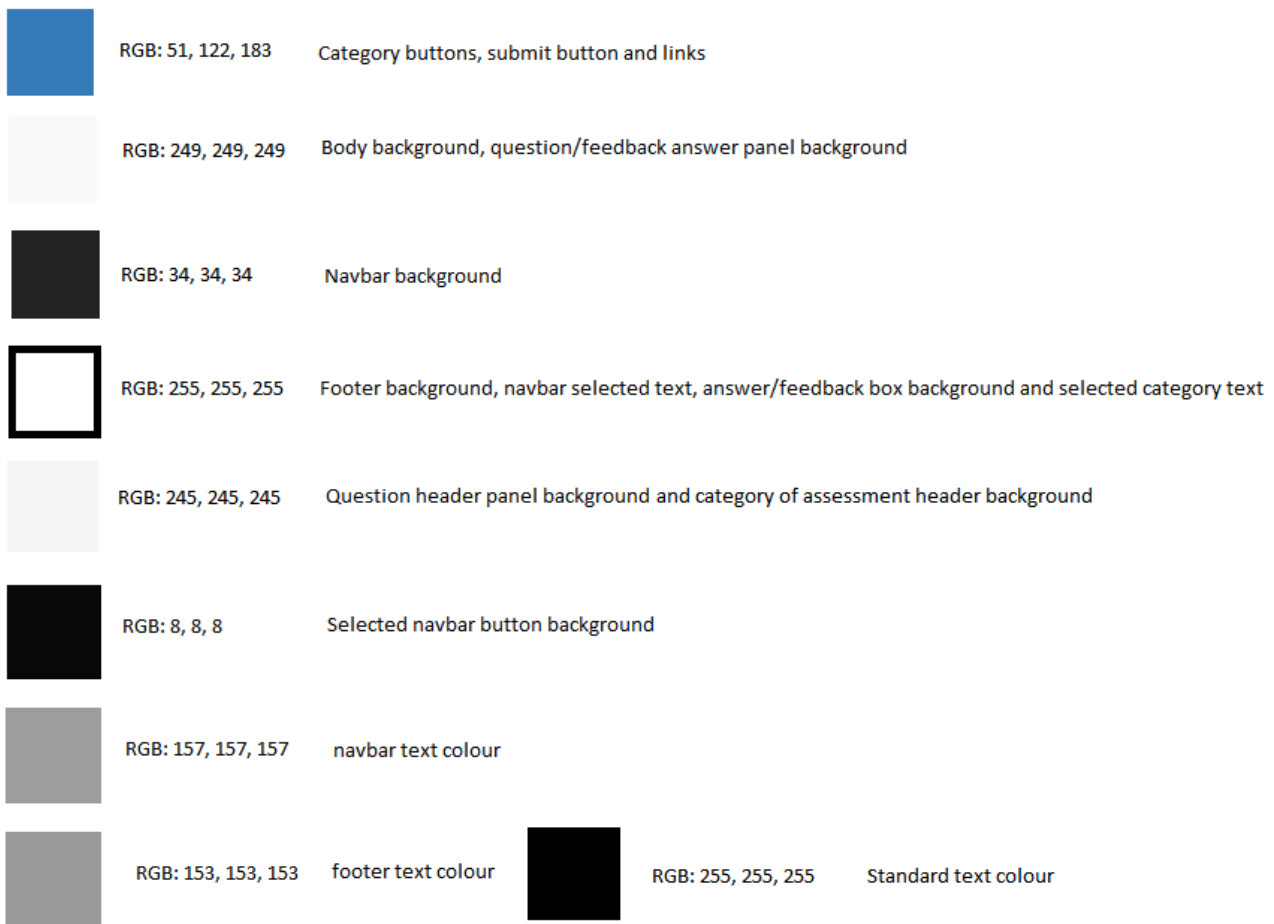 RGB: 51, 122, 183 Category buttons, submit button and links
RGB: 249, 249, 249 Body background, question/feedback answer panel background
RGB: 34, 34, 34 Navbar background
RGB: 255, 255, 255 Footer background, navbar selected text, answer/feedback box background and selected category text
RGB: 245, 245, 245 Question header panel background and category of assessment header background
RGB: 8, 8, 8 Selected navbar button background
RGB: 157, 157, 157 navbar text colour
RGB: 153, 153, 153 footer text colour RGB: 255, 255, 255 Standard text colour